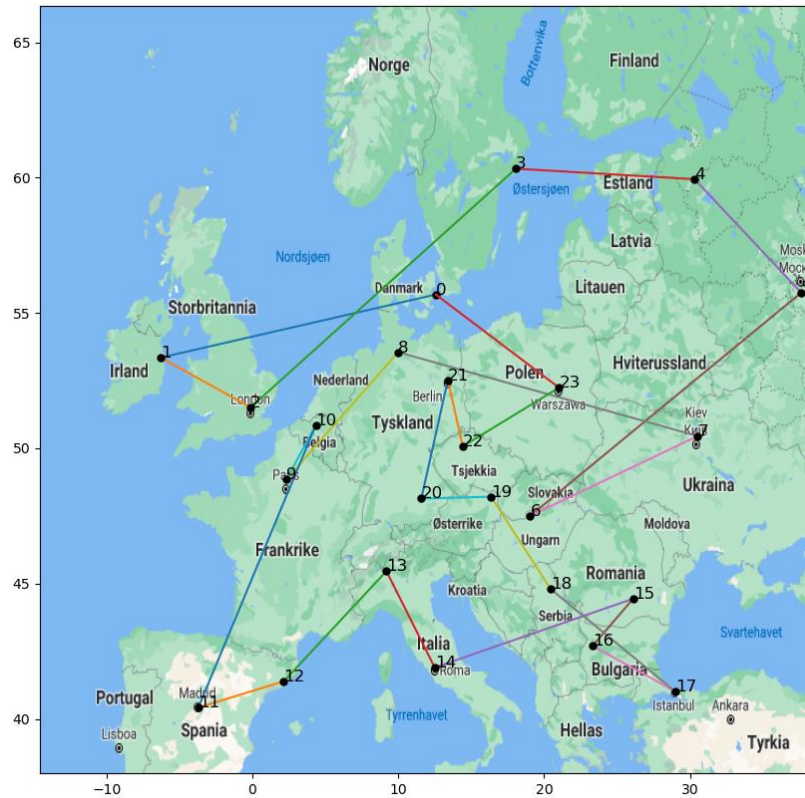 65
60
55
50
45
40
−10
0
10
20
30
Norge
Finland
Bottenvika
3
4
Østersjøen
Estland
Nordsjøen
Latvia
Mosk
Моск
Danmark
0
Litauen
Storbritannia
1
Irland
8
Hviterussland
Nederland
21
Polen
23
Berlin
Warszawa
London
2
10
Tyskland
Kiev
Київ
7
Belgia
22
Tsjekkia
9
20
19
Slovakia
6
Ukraina
Østerrike
Ungarn
Moldova
Frankrike
13
18
Romania
15
Kroatia
Serbia
Italia
14
Roma
16
Bulgaria
Svartehavet
12
Portugal
Madrid
11
Spania
17
Istanbul
Ankara
Lisboa
Tyrrenhavet
Hellas
Tyrkia